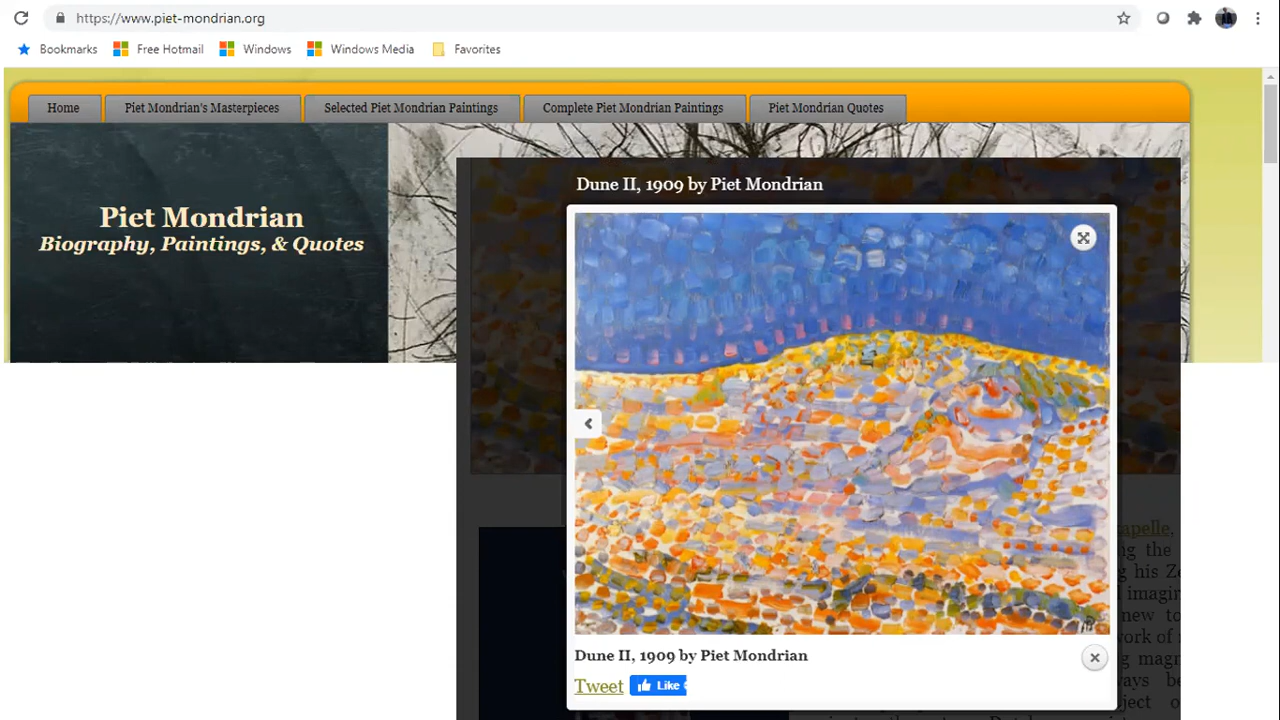 https://www.piet-mondrian.org
Bookmarks Free Hotmail Windows Windows Media Favorites
Home Piet Mondrian's Masterpieces Selected Piet Mondrian Paintings Complete Piet Mondrian Paintings Piet Mondrian Quotes
Piet Mondrian
Biography, Paintings, & Quotes
Dune II, 1909 by Piet Mondrian
Dune II, 1909 by Piet Mondrian
Tweet Like